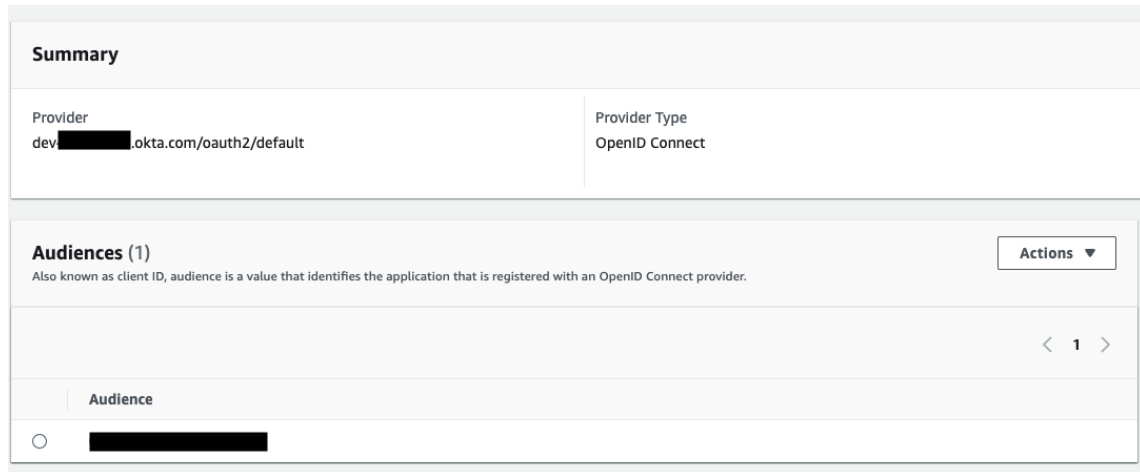 Summary
Provider
Provider Type
dev-.okta.com/oauth2/default
OpenID Connect
Audiences (1)
Actions ▼
Also known as client ID, audience is a value that identifies the application that is registered with an OpenID Connect provider.
< 1 >
Audience